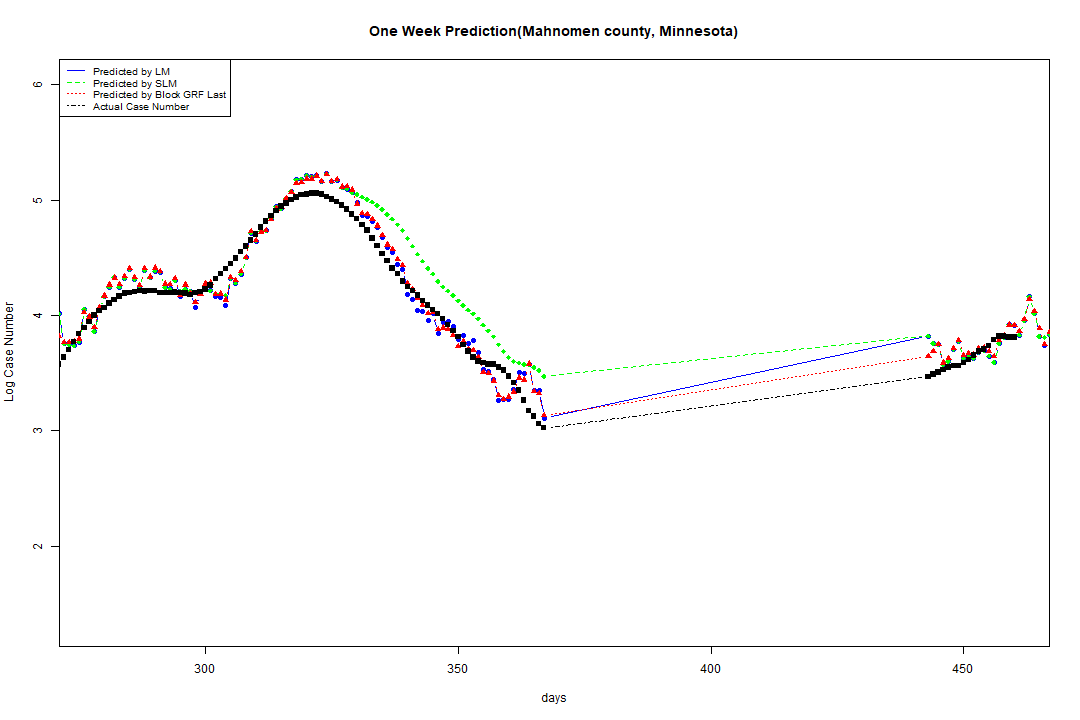 One Week Prediction(Mahnomen county, Minnesota)
Predicted by LM
Predicted by SLM
Predicted by Block GRF Last
Actual Case Number
6
5
4
3
2
Log Case Number
300
350
400
450
days